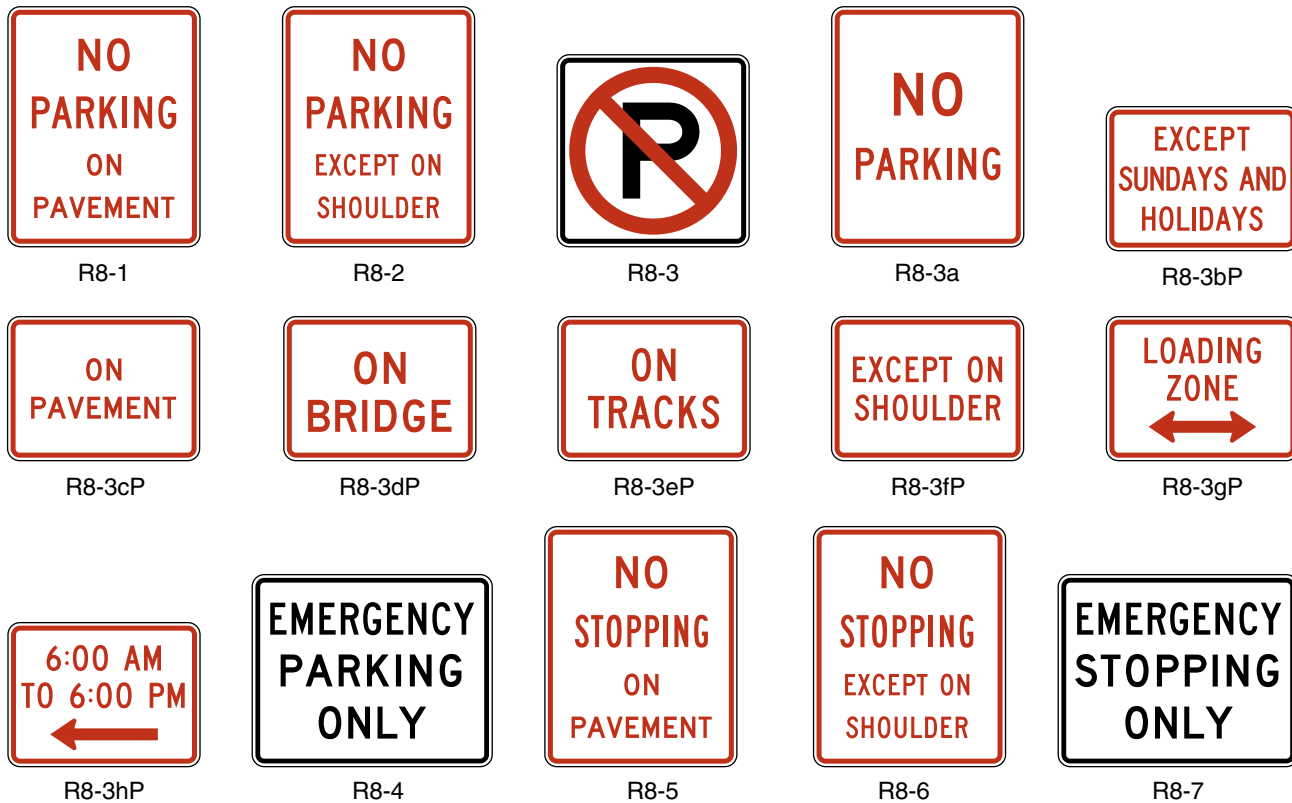 NO
PARKING
ON
PAVEMENT
R8-1
NO
PARKING
EXCEPT ON
SHOULDER
R8-2
P
R8-3
NO
PARKING
R8-3a
EXCEPT
SUNDAYS AND
HOLIDAYS
R8-3bP
ON
PAVEMENT
R8-3cP
ON
BRIDGE
R8-3dP
ON
TRACKS
R8-3eP
EXCEPT ON
SHOULDER
R8-3fP
LOADING
ZONE
R8-3gP
6:00 AM
TO 6:00 PM
R8-3hP
EMERGENCY
PARKING
ONLY
R8-4
NO
STOPPING
ON
PAVEMENT
R8-5
NO
STOPPING
EXCEPT ON
SHOULDER
R8-6
EMERGENCY
STOPPING
ONLY
R8-7